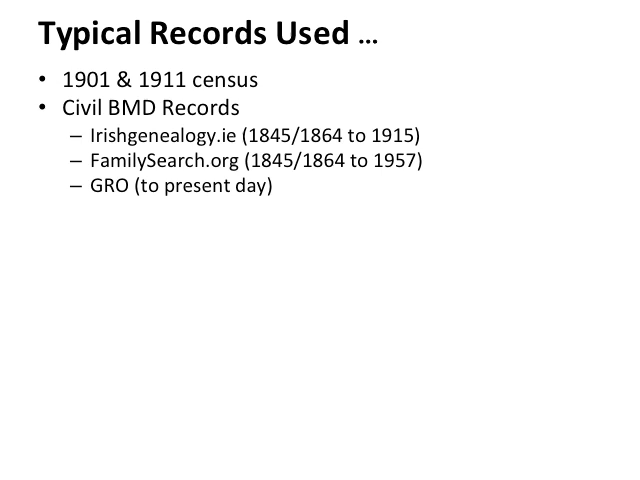 Typical Records Used ...
• 1901 & 1911 census
• Civil BMD Records
– Irishgenealogy.ie (1845/1864 to 1915)
– FamilySearch.org (1845/1864 to 1957)
– GRO (to present day)